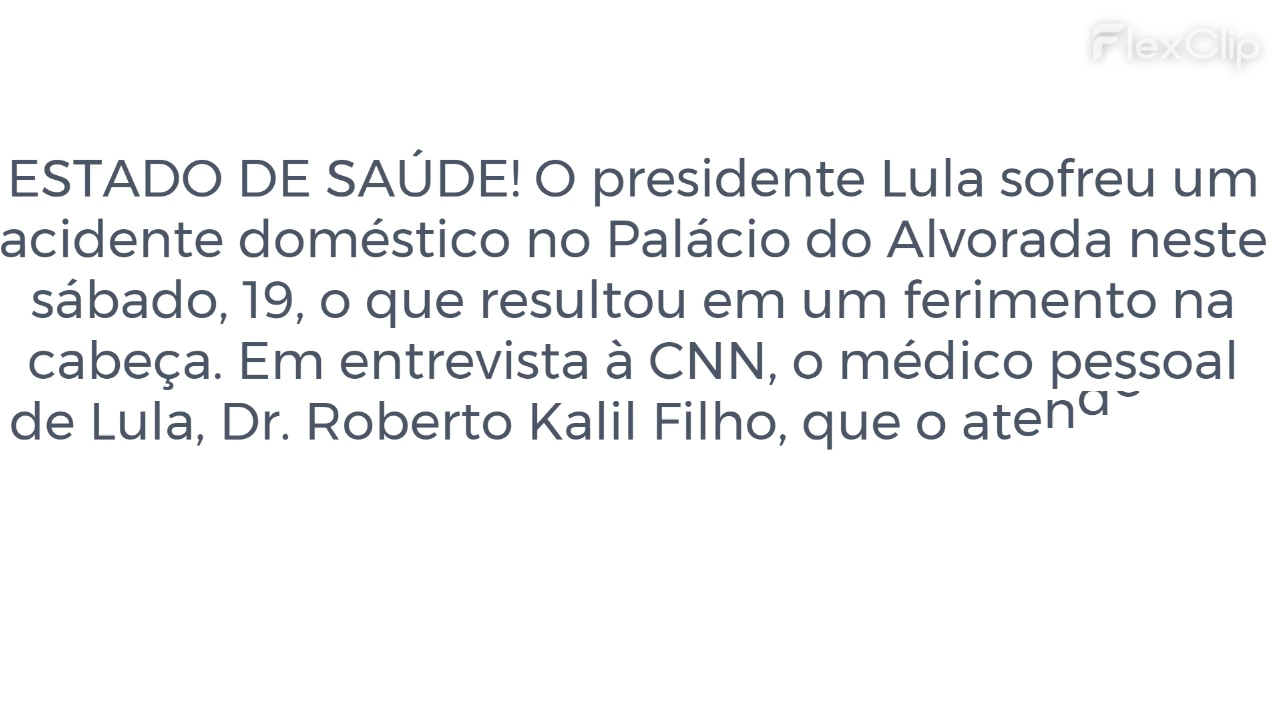 FlexClip
ESTADO DE SAÚDE! O presidente Lula sofreu um
acidente doméstico no Palácio do Alvorada neste
sábado, 19, o que resultou em um ferimento na
cabeça. Em entrevista à CNN, o médico pessoal
de Lula, Dr. Roberto Kalil Filho, que o